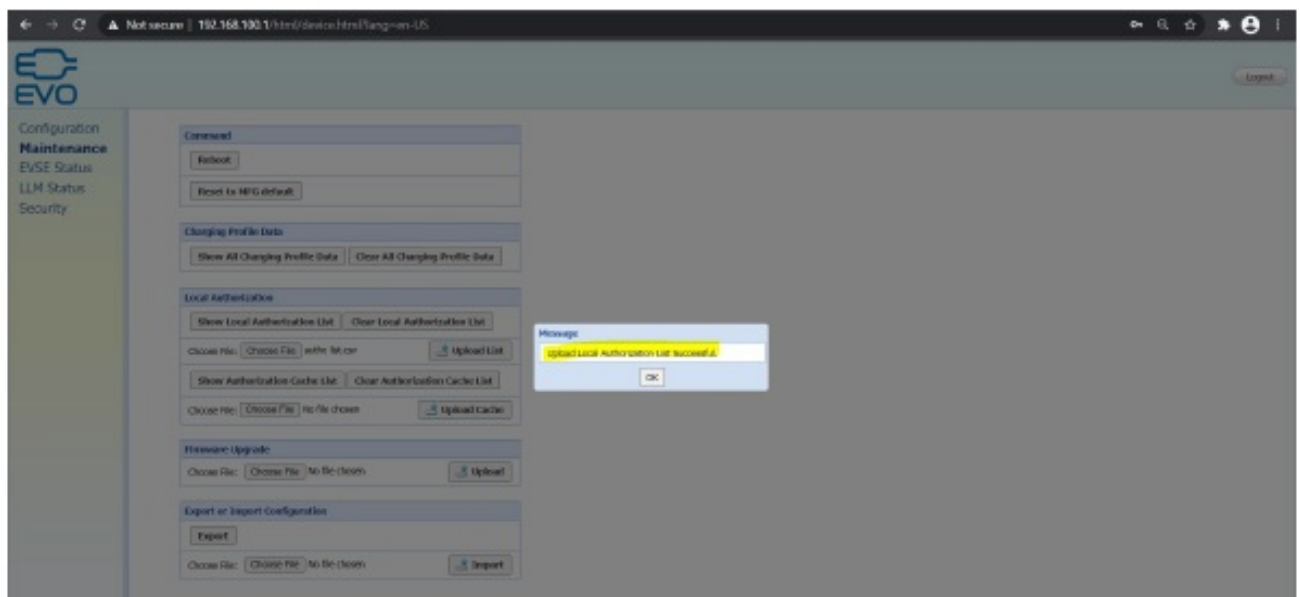 Not secure | 192.168.100.1/html/device.html?lang=en-US
EVO
Logout
Configuration
Maintenance
EVSE Status
LLM Status
Security
Command
Reboot
Reset to MFG default
Charging Profile Data
Show All Charging Profile Data Clear All Charging Profile Data
Local Authorization
Show Local Authorization List Clear Local Authorization List
Choose File: Choose File authe list.csv Upload List
Show Authorization Cache List Clear Authorization Cache List
Choose File: Choose File No file chosen Upload Cache
Firmware Upgrade
Choose File: Choose File No file chosen Upload
Export or Import Configuration
Export
Choose File: Choose File No file chosen Import
Message
Upload Local Authorization List Successful.
OK